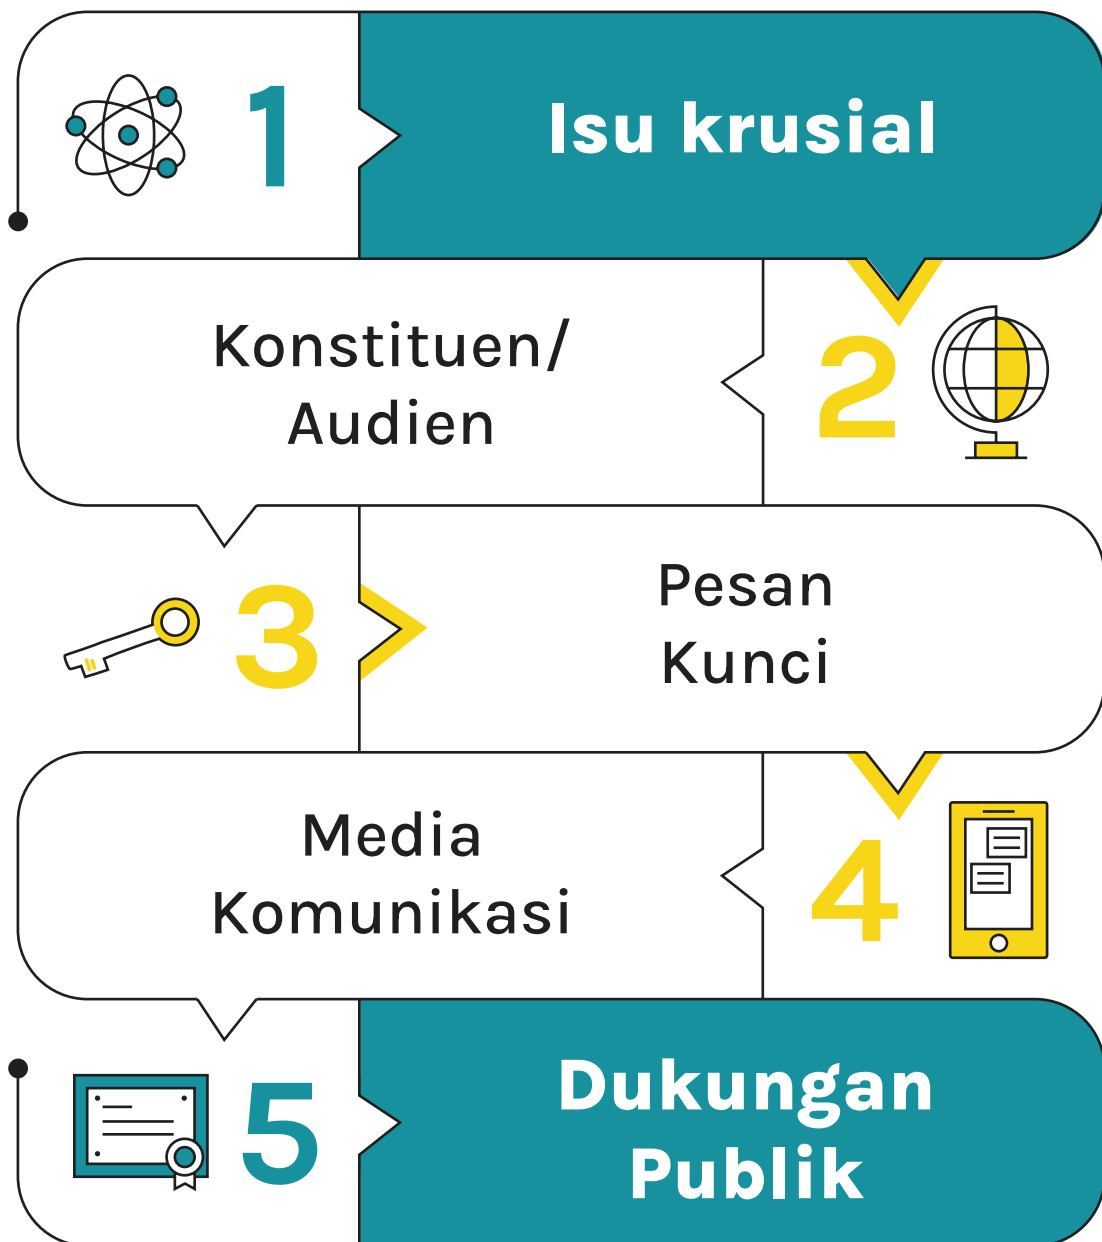 1
Isu krusial
Konstituen/
Audien
2
3
Pesan
Kunci
Media
Komunikasi
4
5
Dukungan
Publik